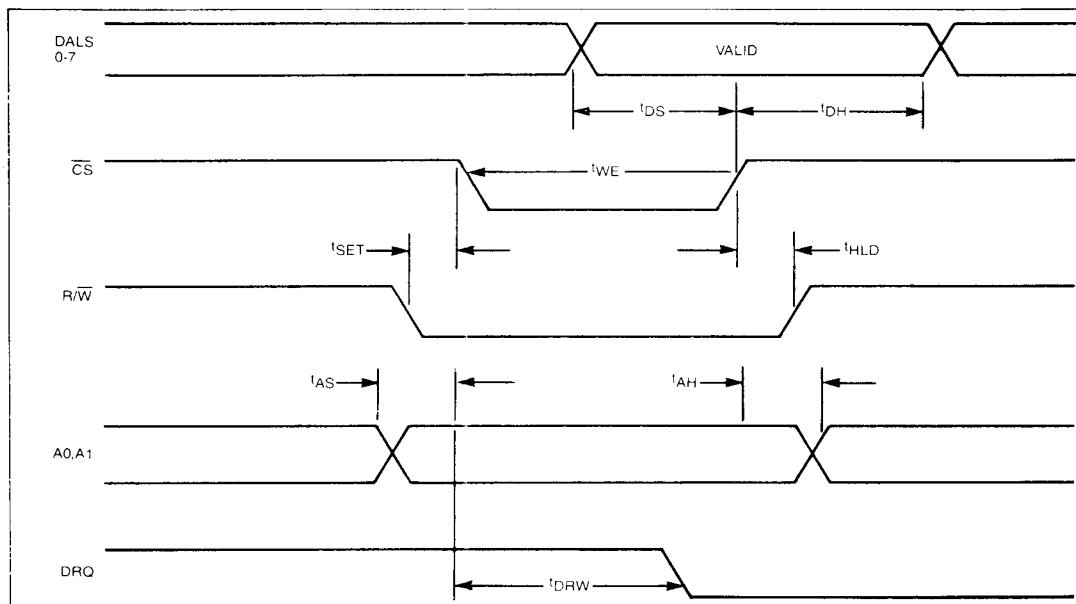 DALS
0-7
VALID
tDS
tDH
CS
tWE
tSET
tHLD
R/W
tAS
tAH
A0,A1
DRQ
tDRW